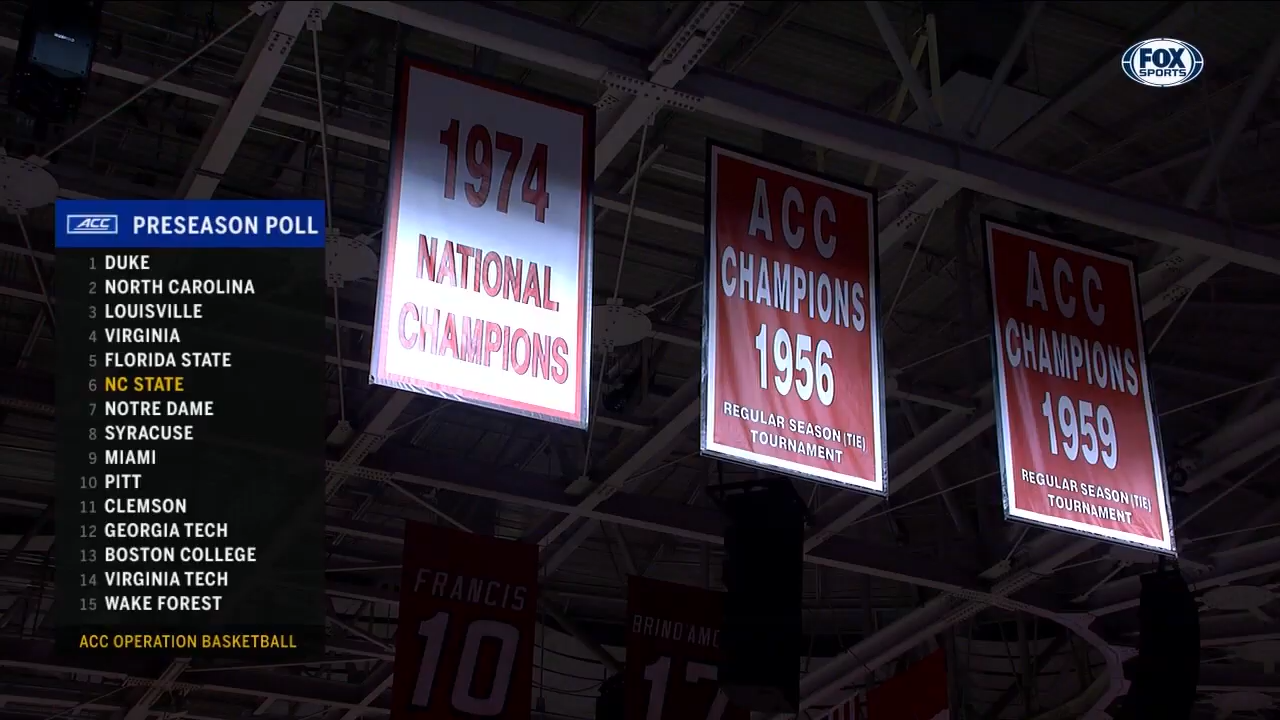 FOX
SPORTS
ACC PRESEASON POLL
1 DUKE
2 NORTH CAROLINA
3 LOUISVILLE
4 VIRGINIA
5 FLORIDA STATE
6 NC STATE
7 NOTRE DAME
8 SYRACUSE
9 MIAMI
10 PITT
11 CLEMSON
12 GEORGIA TECH
13 BOSTON COLLEGE
14 VIRGINIA TECH
15 WAKE FOREST
ACC OPERATION BASKETBALL
1974
NATIONAL
CHAMPIONS
ACC
CHAMPIONS
1956
REGULAR SEASON (TIE)
TOURNAMENT
ACC
CHAMPIONS
1959
REGULAR SEASON (TIE)
TOURNAMENT
FRANCIS
10
17